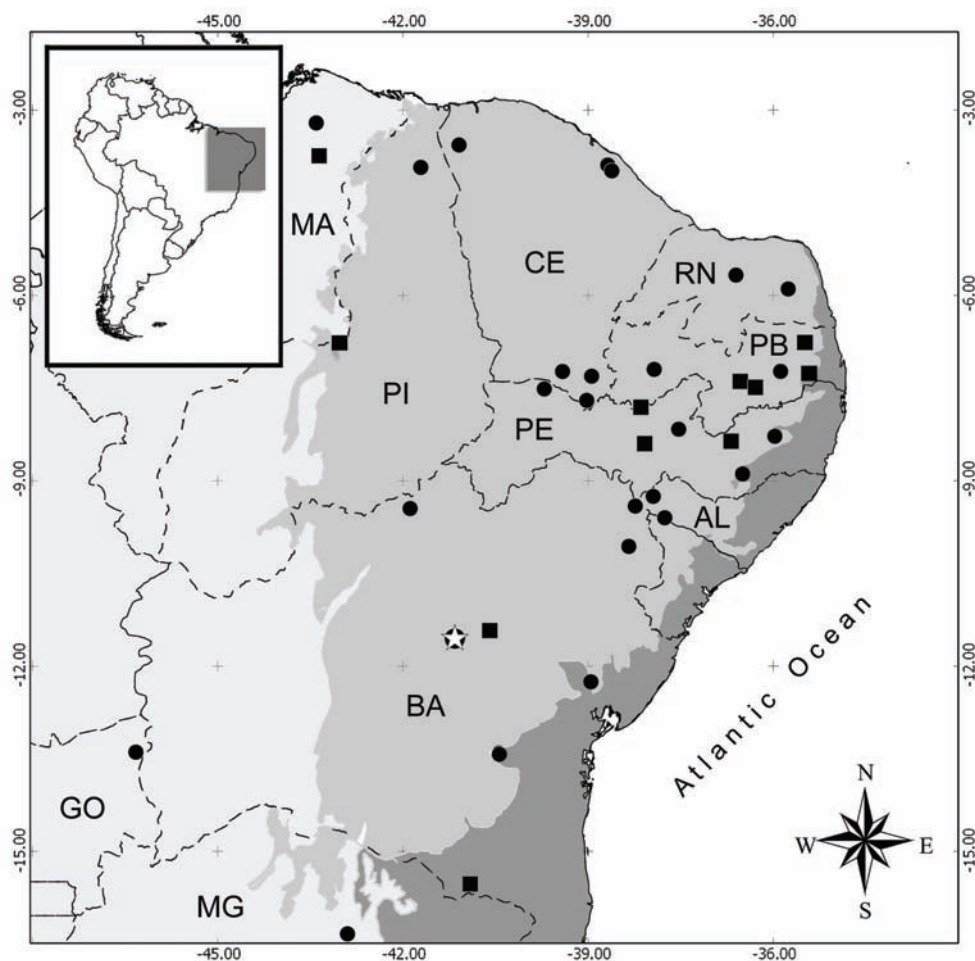 -45.00 -42.00 -39.00 -36.00
-3.00 -3.00
MA
CE
RN
-6.00 -6.00
PB
PI
PE
-9.00 -9.00
AL
-12.00 -12.00
BA
Atlantic Ocean
GO
N
W E
S
-15.00 -15.00
MG
-45.00 -42.00 -39.00 -36.00